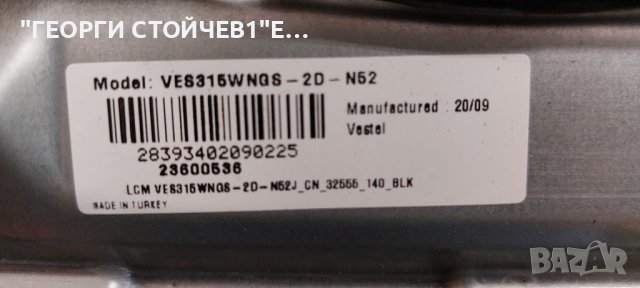 "ГЕОРГИ СТОЙЧЕВ1"Е.О.О.Д.
Model: VES315WNGS-2D-N52
Manufactured : 20/09
Vestel
28393402090225
23600536
LCM VES315WNGS-2D-N52J_CN_32555_140_BLK
MADE IN TURKEY
BAZAR